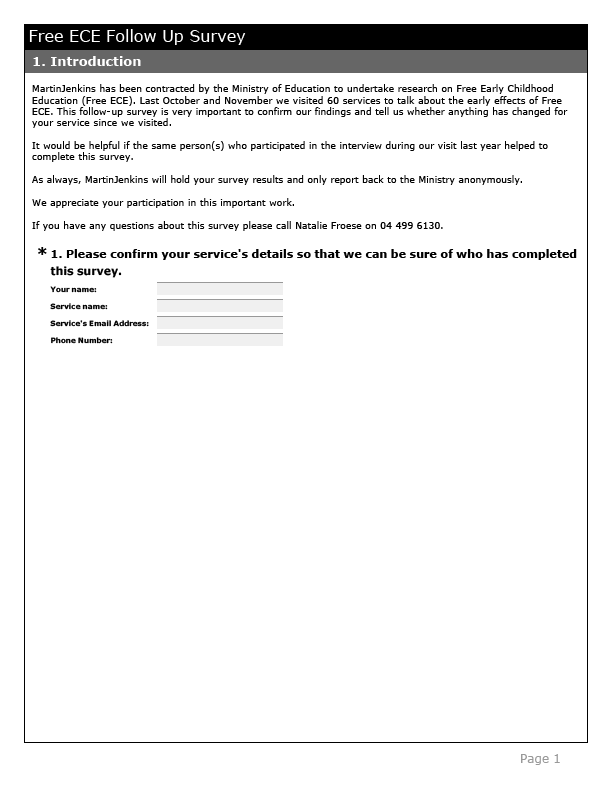 Free ECE Follow Up Survey
1. Introduction
MartinJenkins has been contracted by the Ministry of Education to undertake research on Free Early Childhood
Education (Free ECE). Last October and November we visited 60 services to talk about the early effects of Free
ECE. This follow-up survey is very important to confirm our findings and tell us whether anything has changed for
your service since we visited.
It would be helpful if the same person(s) who participated in the interview during our visit last year helped to
complete this survey.
As always, MartinJenkins will hold your survey results and only report back to the Ministry anonymously.
We appreciate your participation in this important work.
If you have any questions about this survey please call Natalie Froese on 04 499 6130.
* 1. Please confirm your service's details so that we can be sure of who has completed
this survey.
Your name:
Service name:
Service's Email Address:
Phone Number:
Page 1